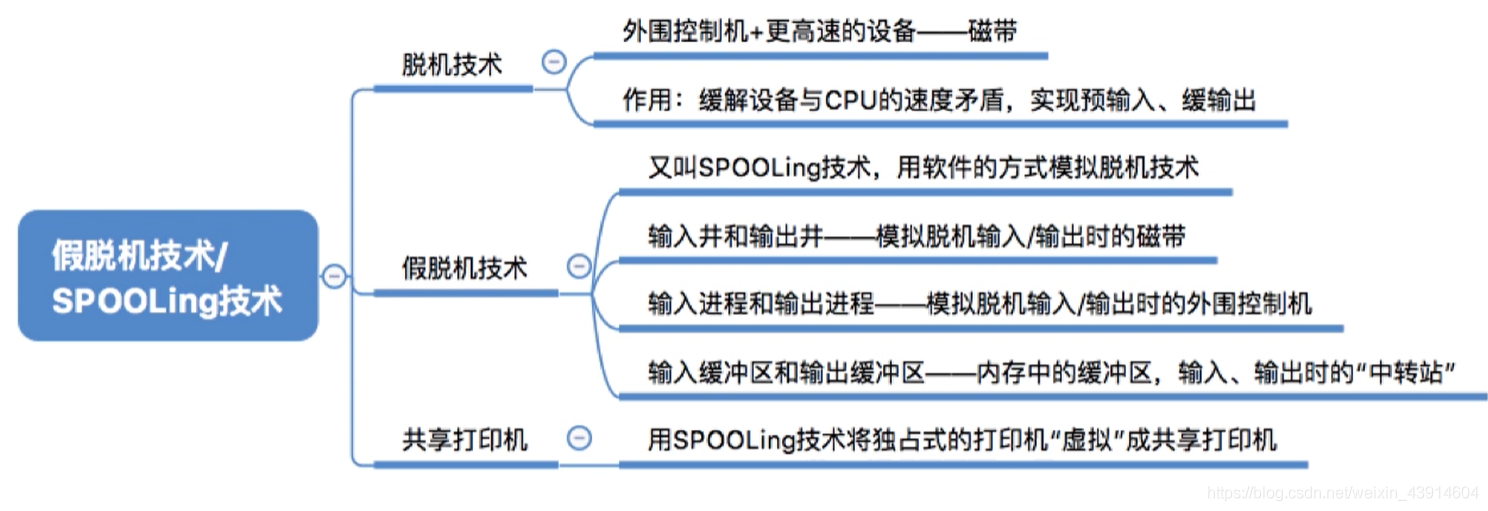 假脱机技术/
SPOOLing技术
脱机技术
外围控制机+更高速的设备——磁带
作用：缓解设备与CPU的速度矛盾，实现预输入、缓输出
假脱机技术
又叫SPOOLing技术，用软件的方式模拟脱机技术
输入井和输出井——模拟脱机输入/输出时的磁带
输入进程和输出进程——模拟脱机输入/输出时的外围控制机
输入缓冲区和输出缓冲区——内存中的缓冲区，输入、输出时的“中转站”
共享打印机
用SPOOLing技术将独占式的打印机“虚拟”成共享打印机
https://blog.csdn.net/weixin_43914604